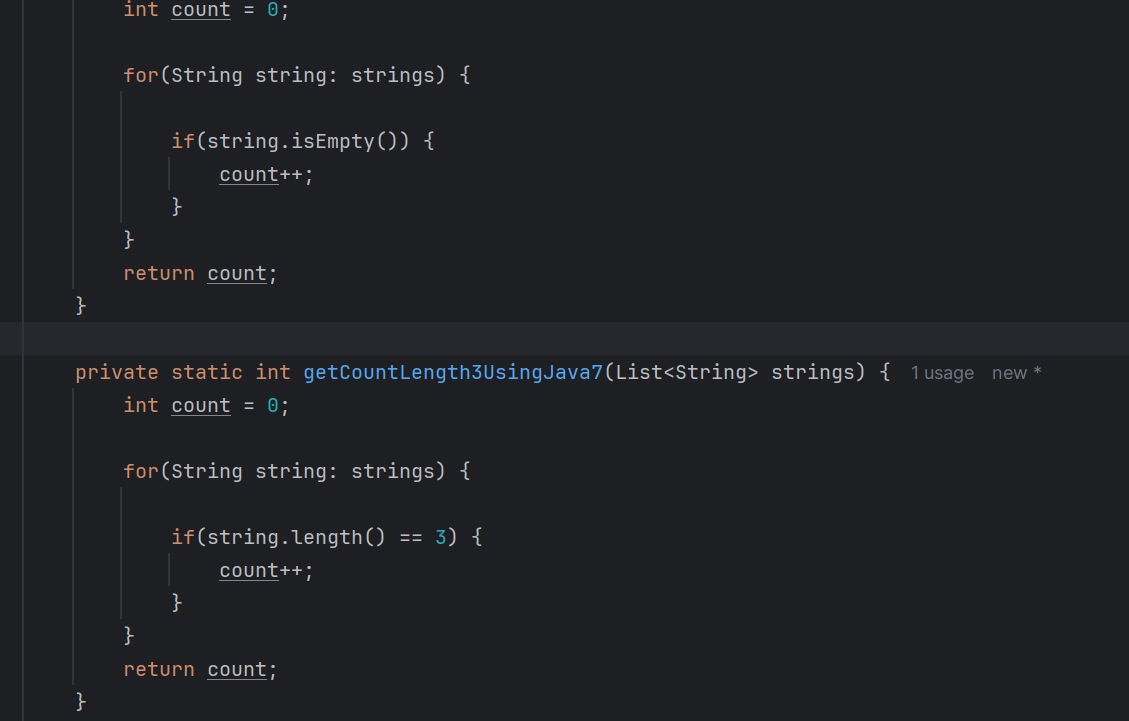 int count = 0;
for(String string: strings) {
if(string.isEmpty()) {
count++;
}
}
return count;
}
private static int getCountLength3UsingJava7(List<String> strings) { 1 usage new *
int count = 0;
for(String string: strings) {
if(string.length() == 3) {
count++;
}
}
return count;
}